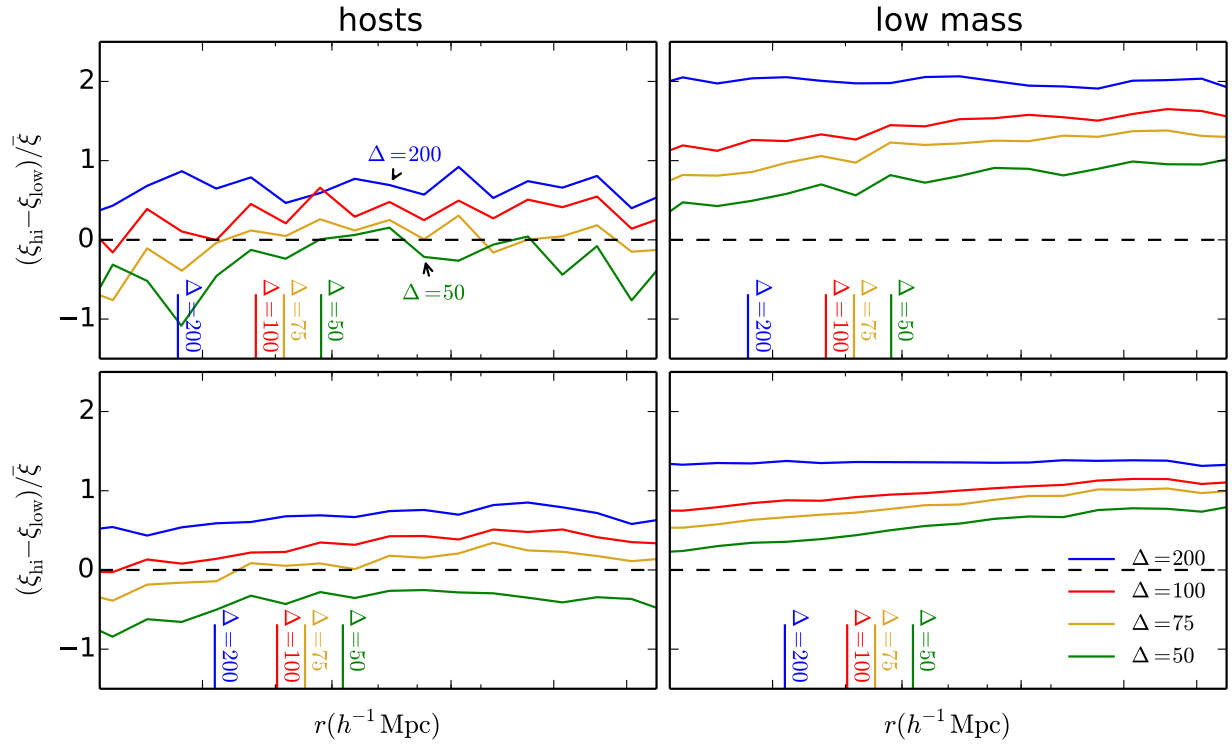 hosts
low mass
(ξhi−ξlow)/ξ̄
2
1
0
−1
Δ=200
Δ=50
Δ=200
Δ=100
Δ=75
Δ=50
Δ=200
Δ=100
Δ=75
Δ=50
(ξhi−ξlow)/ξ̄
2
1
0
−1
Δ=200
Δ=100
Δ=75
Δ=50
Δ=200
Δ=100
Δ=75
Δ=50
Δ=200
Δ=100
Δ=75
Δ=50
r(h⁻¹ Mpc)
r(h⁻¹ Mpc)